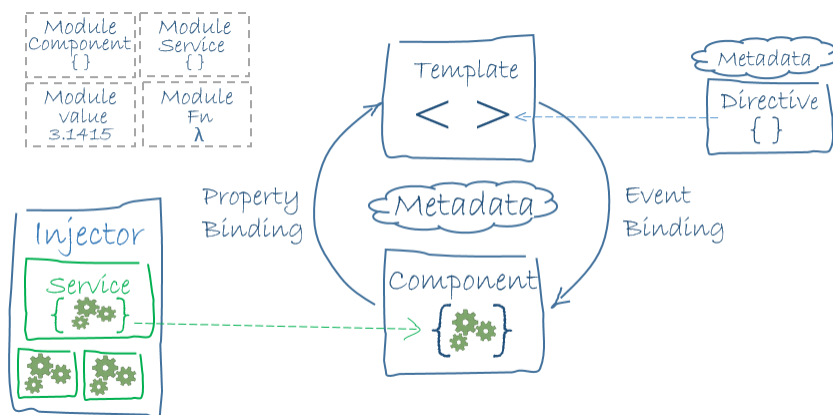 Module
Component
{ }
Module
Service
{ }
Module
value
3.1415
Module
Fn
λ
Template
< >
Metadata
Directive
{ }
Property
Binding
Metadata
Event
Binding
Injector
Service
{ }
Component
{ }